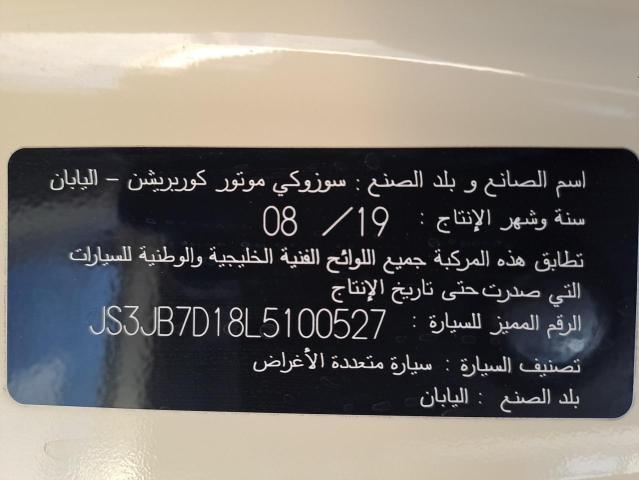 اسم الصانع و بلد الصنع : سوزوكي موتور كوربريشن – اليابان
سنة وشهر الإنتاج : 19/ 08
تطابق هذه المركبة جميع اللوائح الفنية الخليجية والوطنية للسيارات
التي صدرت حتى تاريخ الإنتاج
الرقم المميز للسيارة : JS3JB7D18L5100527
تصنيف السيارة : سيارة متعددة الأغراض
بلد الصنع : اليابان